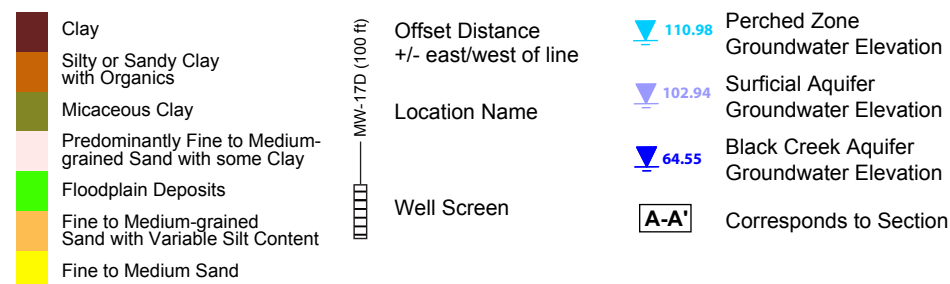 Clay
Silty or Sandy Clay
with Organics
Micaceous Clay
Predominantly Fine to Medium-
grained Sand with some Clay
Floodplain Deposits
Fine to Medium-grained
Sand with Variable Silt Content
Fine to Medium Sand
MW-17D (100 ft)
Offset Distance
+/- east/west of line
Location Name
Well Screen
110.98
Perched Zone
Groundwater Elevation
102.94
Surficial Aquifer
Groundwater Elevation
64.55
Black Creek Aquifer
Groundwater Elevation
A-A'
Corresponds to Section